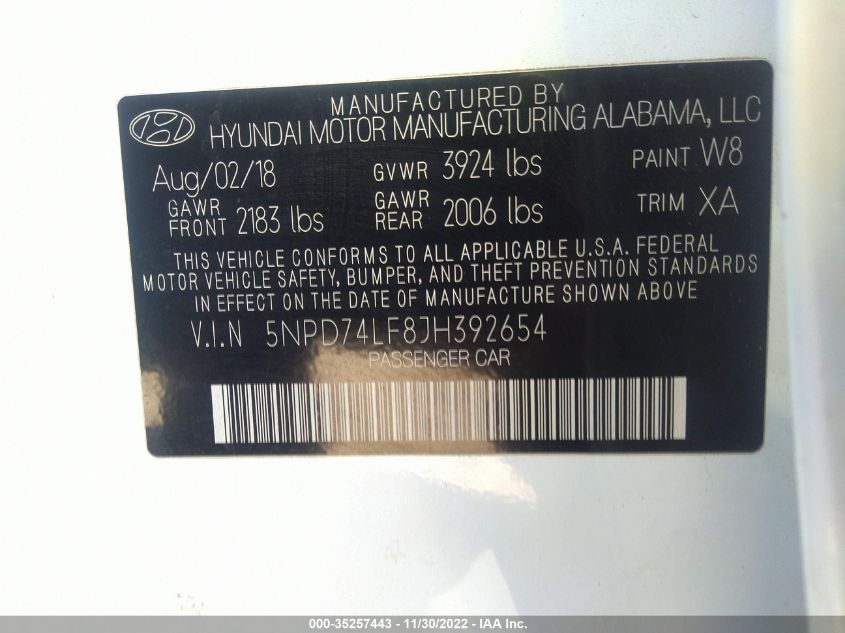 MANUFACTURED BY
HYUNDAI MOTOR MANUFACTURING ALABAMA, LLC
Aug/02/18 GVWR 3924 lbs PAINT W8
GAWR FRONT 2183 lbs GAWR REAR 2006 lbs TRIM XA
THIS VEHICLE CONFORMS TO ALL APPLICABLE U.S.A. FEDERAL
MOTOR VEHICLE SAFETY, BUMPER, AND THEFT PREVENTION STANDARDS
IN EFFECT ON THE DATE OF MANUFACTURE SHOWN ABOVE.
V.I.N 5NPD74LF8JH392654
PASSENGER CAR
000-35257443 - 11/30/2022 - IAA Inc.